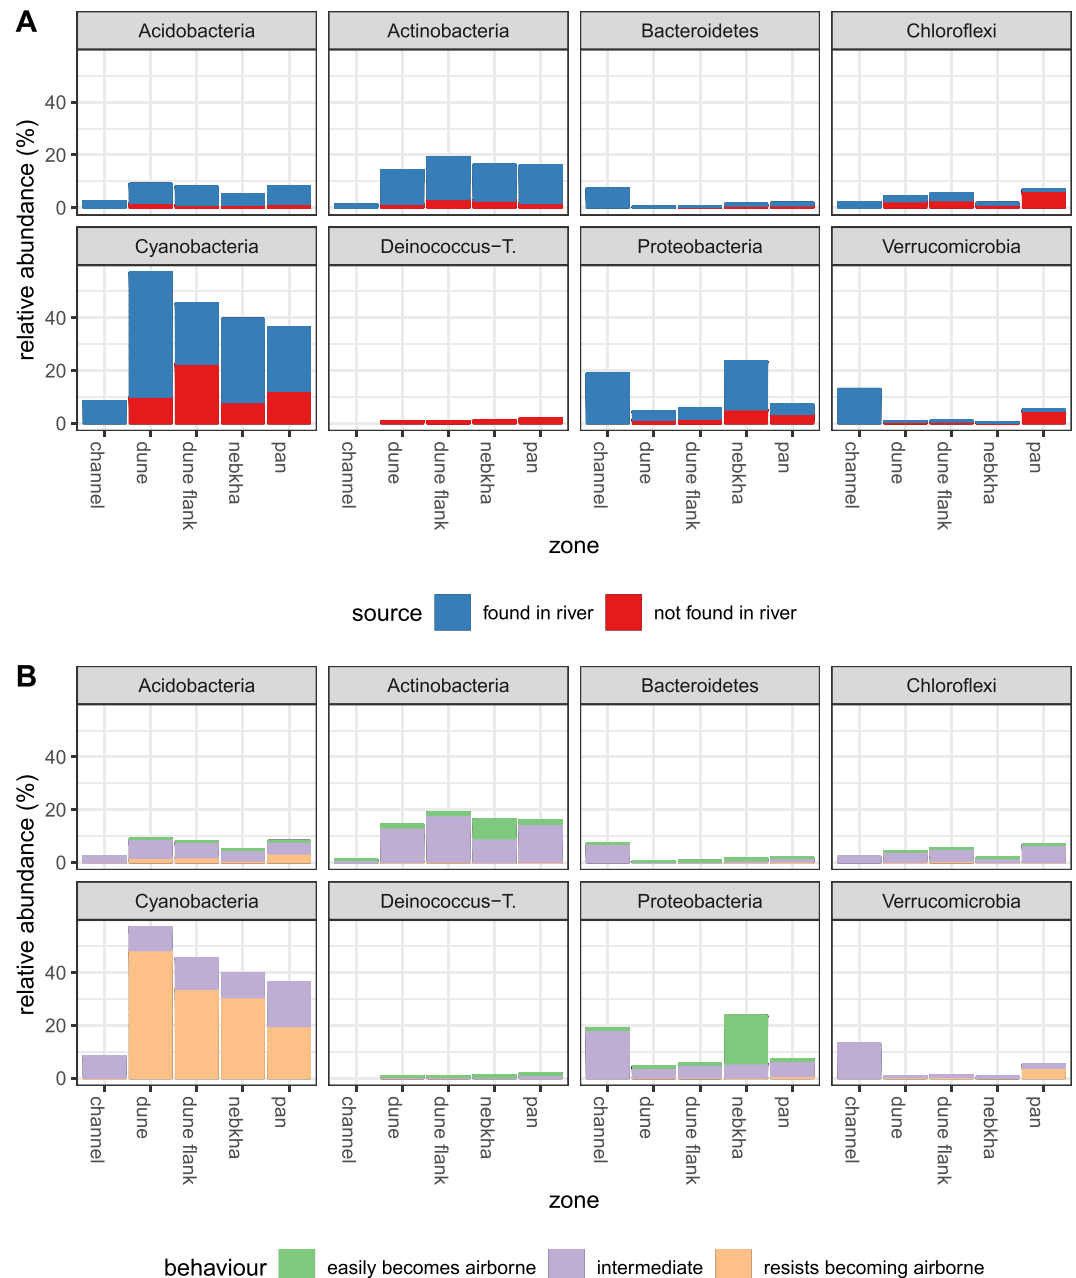 A
Acidobacteria Actinobacteria Bacteroidetes Chloroflexi
40
20
0
Cyanobacteria Deinococcus−T. Proteobacteria Verrucomicrobia
40
20
0
relative abundance (%)
channel dune dune flank nebkha pan channel dune dune flank nebkha pan channel dune dune flank nebkha pan channel dune dune flank nebkha pan
zone
source found in river not found in river
B
Acidobacteria Actinobacteria Bacteroidetes Chloroflexi
40
20
0
Cyanobacteria Deinococcus−T. Proteobacteria Verrucomicrobia
40
20
0
relative abundance (%)
channel dune dune flank nebkha pan channel dune dune flank nebkha pan channel dune dune flank nebkha pan channel dune dune flank nebkha pan
zone
behaviour easily becomes airborne intermediate resists becoming airborne